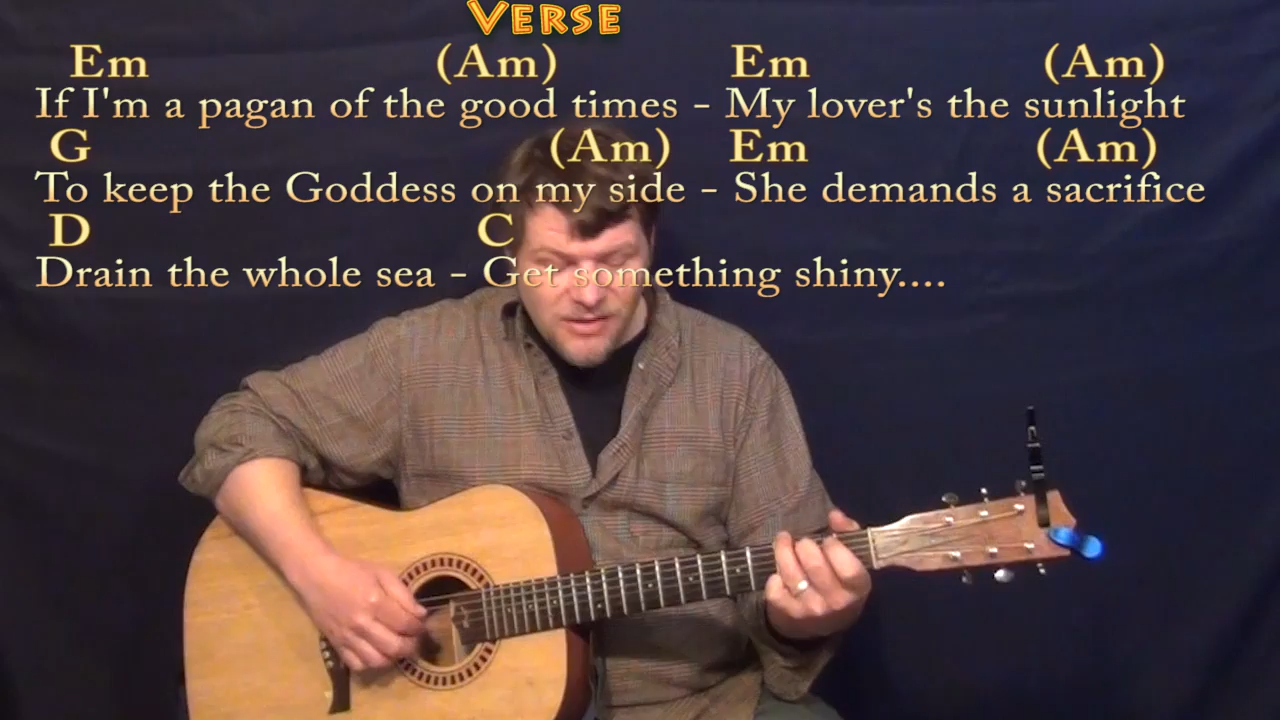 VERSE
Em (Am) Em (Am)
If I'm a pagan of the good times - My lover's the sunlight
G (Am) Em (Am)
To keep the Goddess on my side - She demands a sacrifice
D C
Drain the whole sea - Get something shiny....